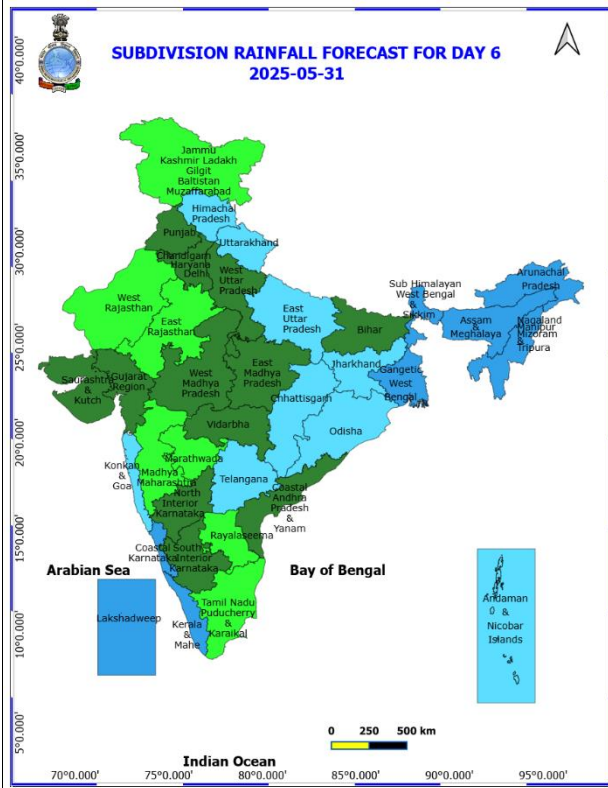 SUBDIVISION RAINFALL FORECAST FOR DAY 6
2025-05-31
40°0.000'
35°0.000'
30°0.000'
25°0.000'
20°0.000'
15°0.000'
10°0.000'
5°0.000'
Jammu
Kashmir Ladakh
Gilgit
Baltistan
Muzaffarabad
Himachal
Pradesh
Punjab
Uttarakhand
Chandigarh
Haryana
Delhi
West
Uttar
Pradesh
Arunachal
Pradesh
Sub Himalayan
West Bengal
&
Sikkim
West
Rajasthan
East
Rajasthan
East
Uttar
Pradesh
Bihar
Assam
&
Meghalaya
Nagaland
Manipur
Mizoram
&
Tripura
Saurashtra
&
Kutch
Gujarat
Region
West
Madhya
Pradesh
East
Madhya
Pradesh
Jharkhand
Gangetic
West
Bengal
Chhattisgarh
Vidarbha
Odisha
Konkan
&
Goa
Madhya
Maharashtra
Marathwada
Telangana
North
Interior
Karnataka
Coastal
Andhra
Pradesh
&
Yanam
Rayalaseema
Coastal
Karnataka
South
Interior
Karnataka
Arabian Sea
Bay of Bengal
Lakshadweep
Kerala
&
Mahe
Tamil Nadu
Puducherry
&
Karaikal
Andaman
&
Nicobar
Islands
0 250 500 km
Indian Ocean
70°0.000' 75°0.000' 80°0.000' 85°0.000' 90°0.000' 95°0.000'